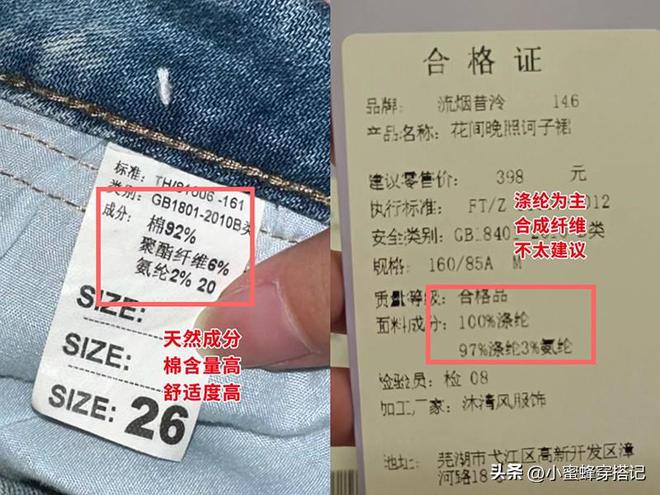 标准:
类别: GB1801-2010B类
成分: 棉92%
聚酯纤维6%
氨纶2% 20
SIZE:
SIZE:
SIZE: 26
天然成分
棉含量高
舒适度高
合格证
品牌: 流烟昔泠 146
产品名称: 花间晚照诃子裙
建议零售价: 398 元
执行标准: FT/Z 012
涤纶为主
合成纤维
不太建议
安全类别: GB1840 类
规格: 160/85A M
质量等级: 合格品
面料成分: 100%涤纶
97%涤纶3%氨纶
检验员: 检 08
加工厂家: 沐清风服饰
地址: 芜湖市弋江区高新开发区漳
河路18
头条 @小蜜蜂穿搭记